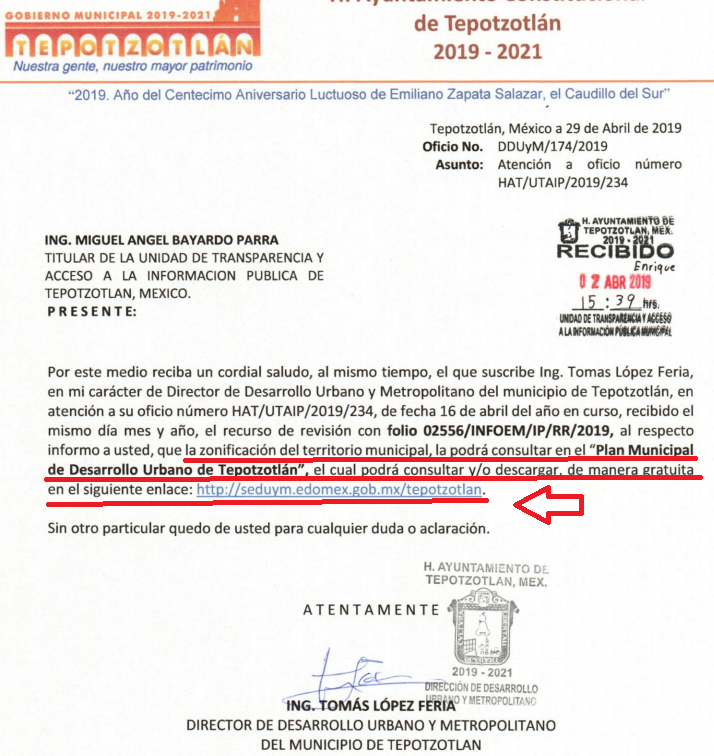 GOBIERNO MUNICIPAL 2019-2021
TEPOTZOTLÁN
Nuestra gente, nuestro mayor patrimonio
H. Ayuntamiento Constitucional
de Tepotzotlán
2019 - 2021
“2019. Año del Centecimo Aniversario Luctuoso de Emiliano Zapata Salazar, el Caudillo del Sur”
Tepotzotlán, México a 29 de Abril de 2019
Oficio No. DDUyM/174/2019
Asunto: Atención a oficio número
HAT/UTAIP/2019/234
H. AYUNTAMIENTO DE
TEPOTZOTLAN, MEX.
2019 - 2021
RECIBIDO
Enrique
0 2 ABR 2019
15 : 39 hrs.
UNIDAD DE TRANSPARENCIA Y ACCESO
A LA INFORMACIÓN PÚBLICA MUNICIPAL
ING. MIGUEL ANGEL BAYARDO PARRA
TITULAR DE LA UNIDAD DE TRANSPARENCIA Y
ACCESO A LA INFORMACION PUBLICA DE
TEPOTZOTLAN, MEXICO.
P R E S E N T E:
Por este medio reciba un cordial saludo, al mismo tiempo, el que suscribe Ing. Tomas López Feria,
en mi carácter de Director de Desarrollo Urbano y Metropolitano del municipio de Tepotzotlán, en
atención a su oficio número HAT/UTAIP/2019/234, de fecha 16 de abril del año en curso, recibido el
mismo día mes y año, el recurso de revisión con folio 02556/INFOEM/IP/RR/2019, al respecto
informo a usted, que la zonificación del territorio municipal, la podrá consultar en el “Plan Municipal
de Desarrollo Urbano de Tepotzotlán”, el cual podrá consultar y/o descargar, de manera gratuita
en el siguiente enlace: http://seduym.edomex.gob.mx/tepotzotlan.
Sin otro particular quedo de usted para cualquier duda o aclaración.
H. AYUNTAMIENTO DE
TEPOTZOTLAN, MEX.
A T E N T A M E N T E
2019 - 2021
DIRECCIÓN DE DESARROLLO
URBANO Y METROPOLITANO
ING. TOMÁS LÓPEZ FERIA
DIRECTOR DE DESARROLLO URBANO Y METROPOLITANO
DEL MUNICIPIO DE TEPOTZOTLAN